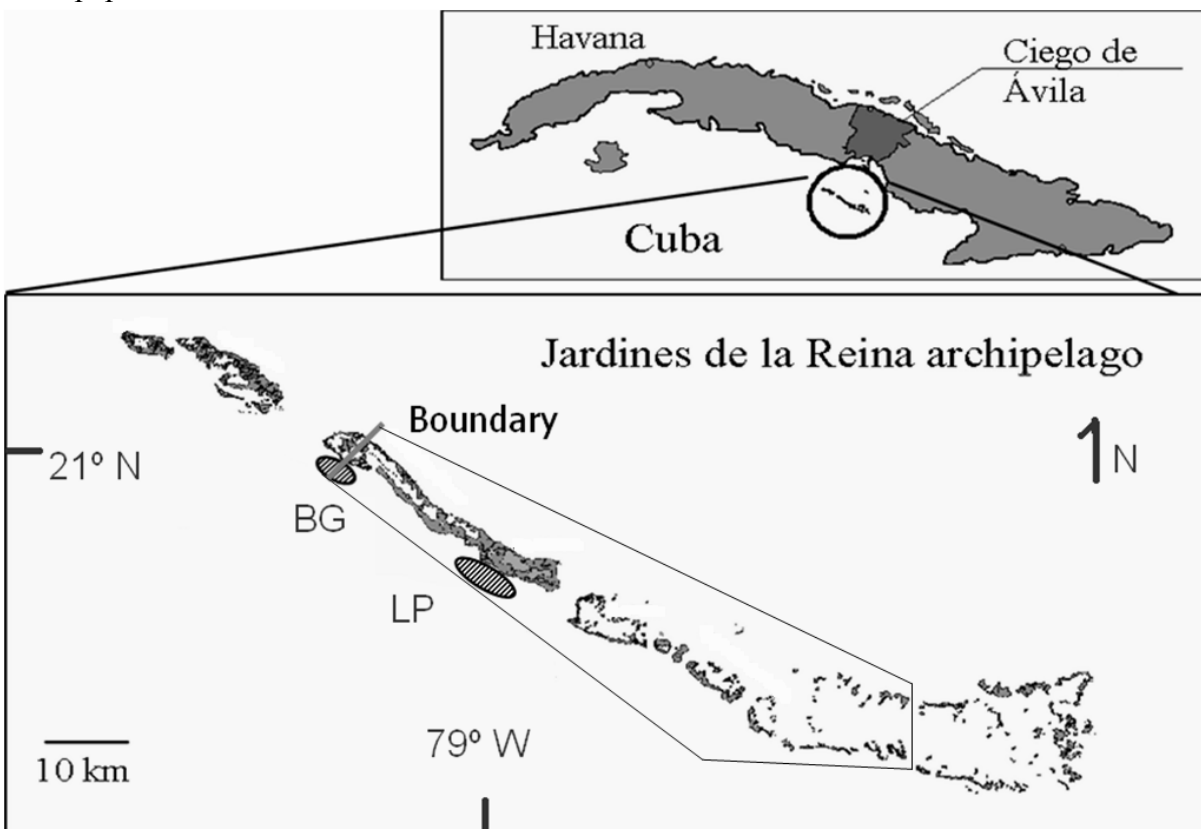 Havana
Ciego de
Ávila
Cuba
Jardines de la Reina archipelago
Boundary
N
21º N
BG
LP
79º W
10 km